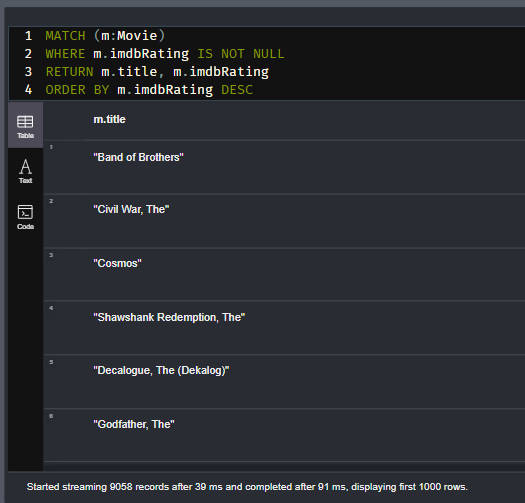 1 MATCH (m:Movie)
2 WHERE m.imdbRating IS NOT NULL
3 RETURN m.title, m.imdbRating
4 ORDER BY m.imdbRating DESC
Table
m.title
1
"Band of Brothers"
Text
2
"Civil War, The"
Code
3
"Cosmos"
4
"Shawshank Redemption, The"
5
"Decalogue, The (Dekalog)"
6
"Godfather, The"
Started streaming 9058 records after 39 ms and completed after 91 ms, displaying first 1000 rows.